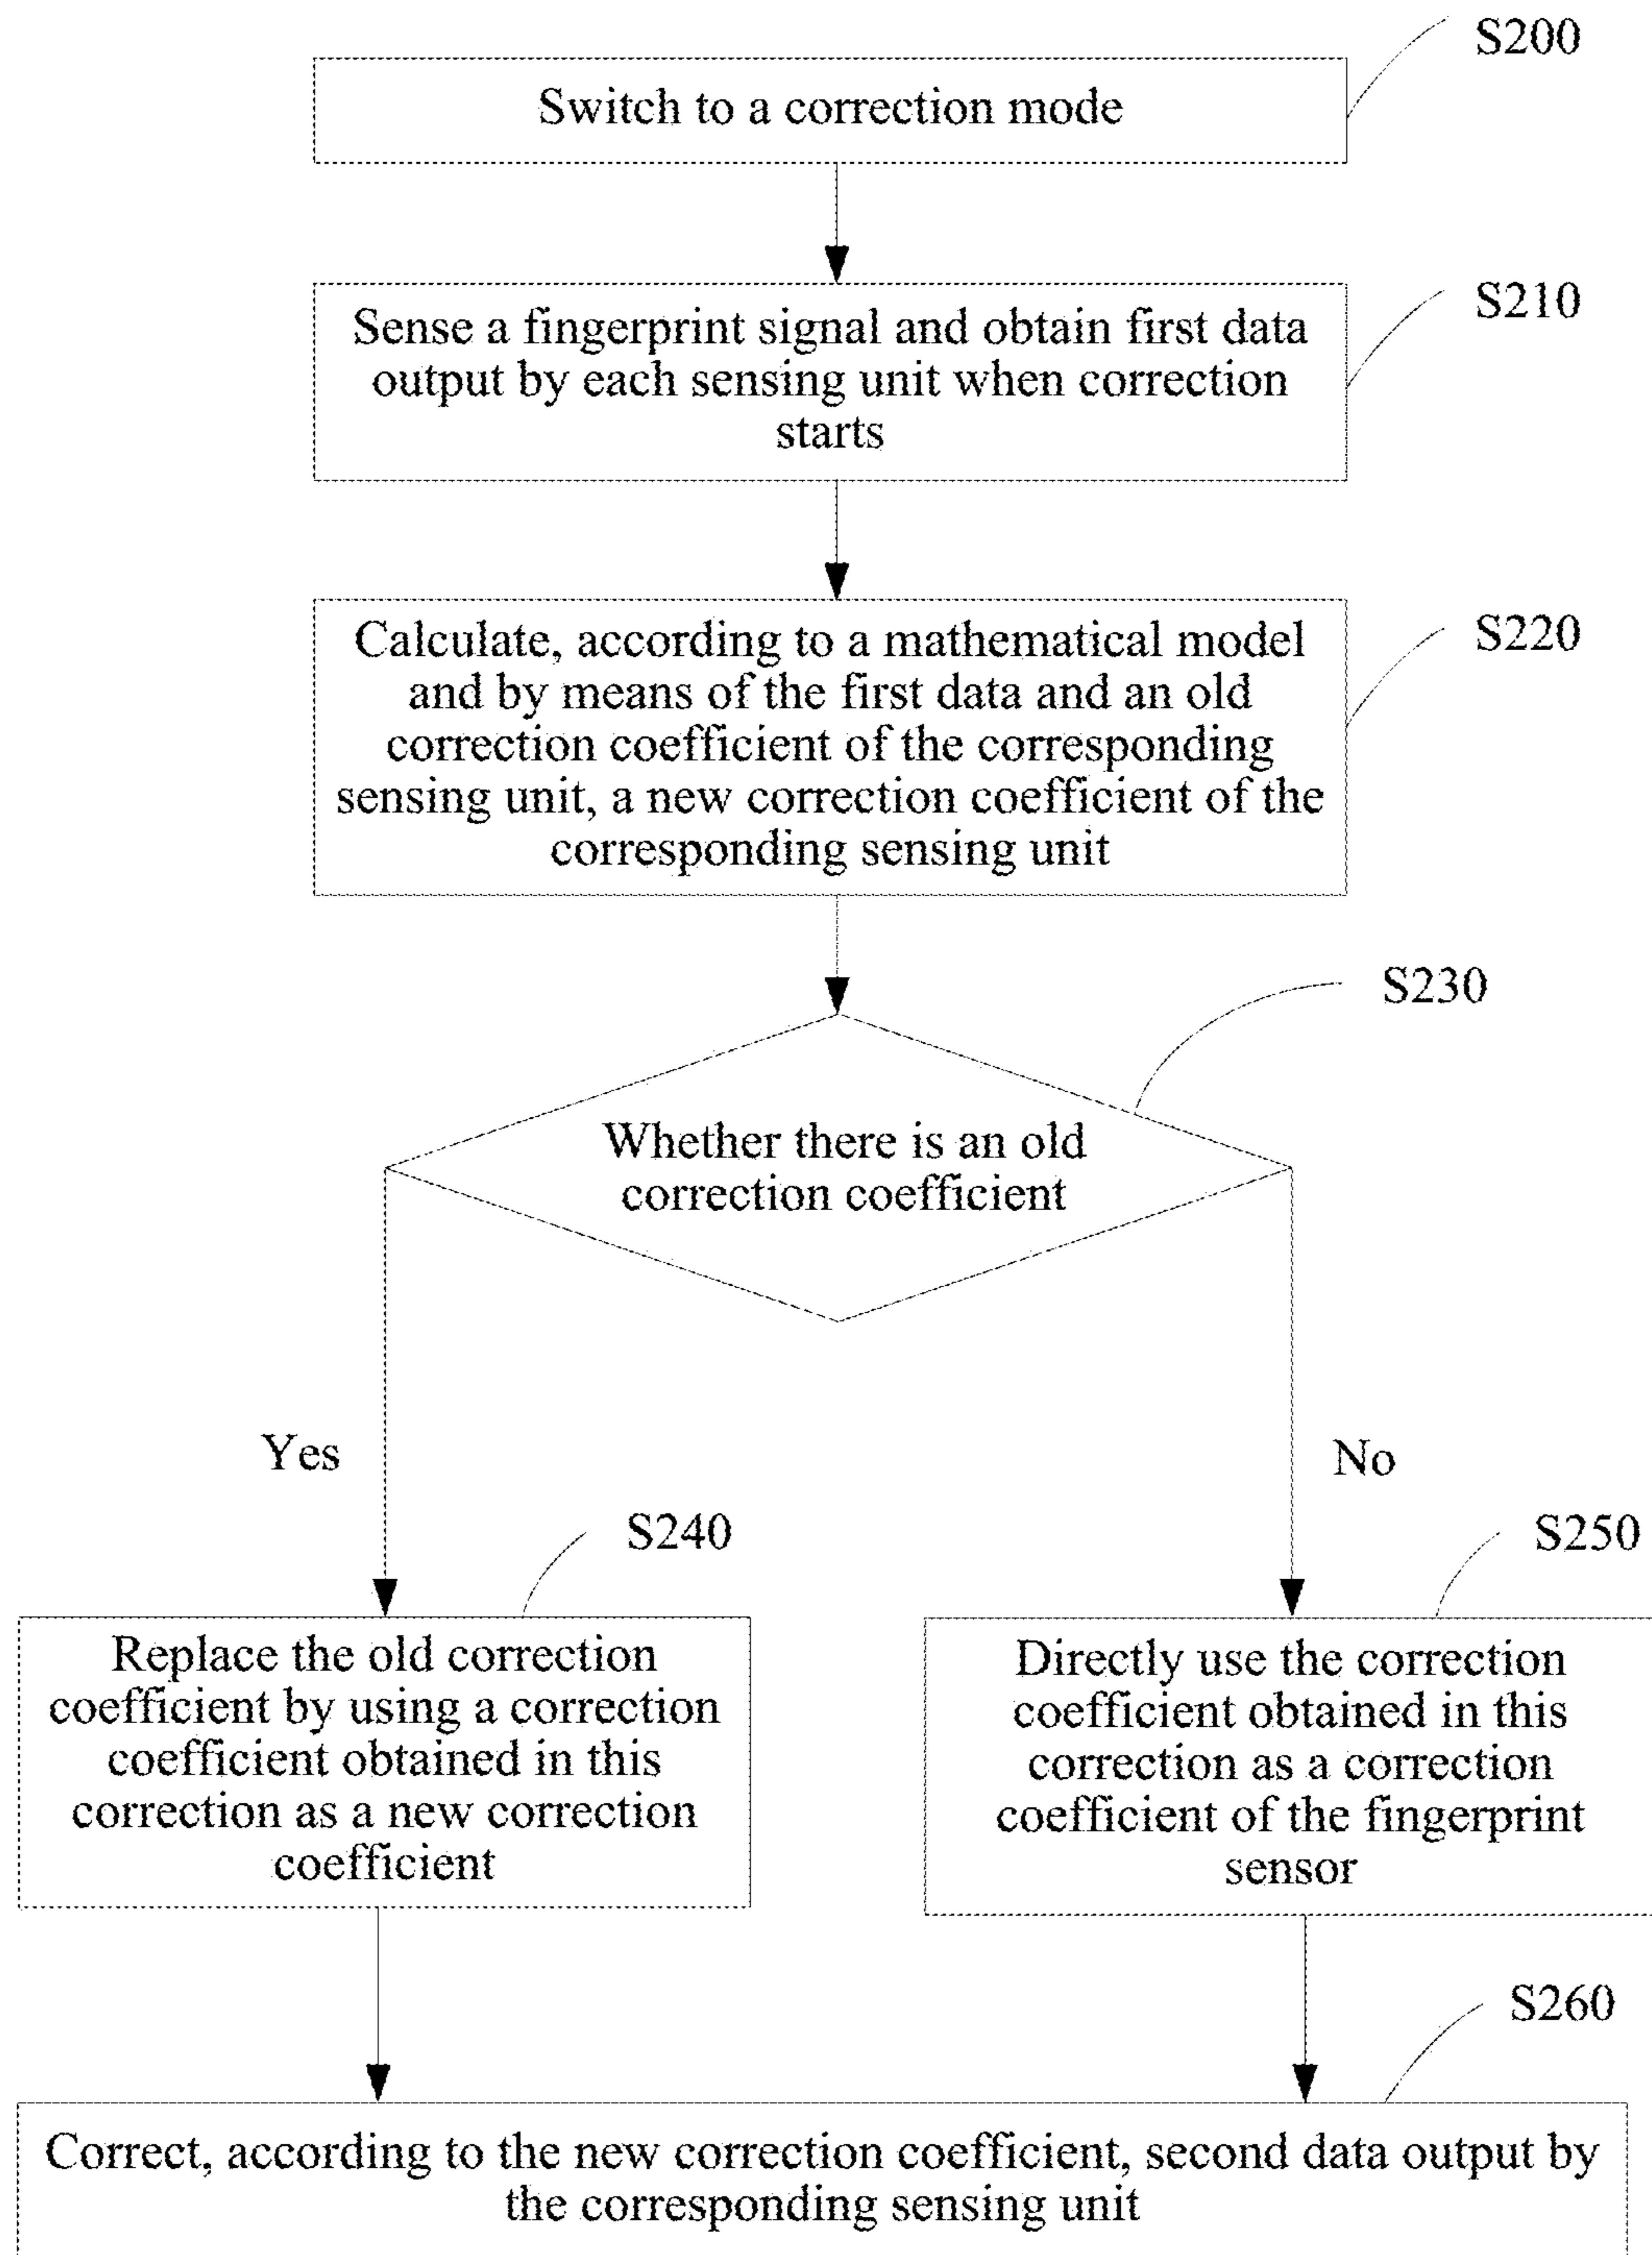 S200
Switch to a correction mode
S210
Sense a fingerprint signal and obtain first data
output by each sensing unit when correction
starts
S220
Calculate, according to a mathematical model
and by means of the first data and an old
correction coefficient of the corresponding
sensing unit, a new correction coefficient of the
corresponding sensing unit
S230
Whether there is an old
correction coefficient
Yes
No
S240
Replace the old correction
coefficient by using a correction
coefficient obtained in this
correction as a new correction
coefficient
S250
Directly use the correction
coefficient obtained in this
correction as a correction
coefficient of the fingerprint
sensor
S260
Correct, according to the new correction coefficient, second data output by
the corresponding sensing unit